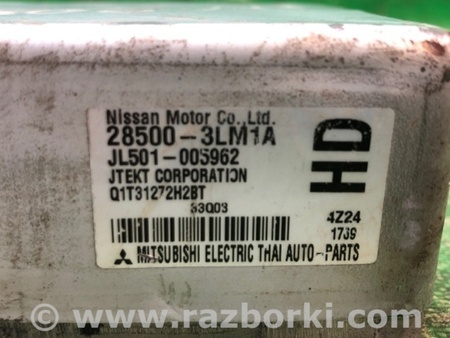 Nissan Motor Co., Ltd.
28500-3LM1A
HD
JL501-005962
JTEKT CORPORATION
Q1T31272H2BT
33Q03
4Z24
1739
MITSUBISHI ELECTRIC THAI AUTO-PARTS
www.razborki.com